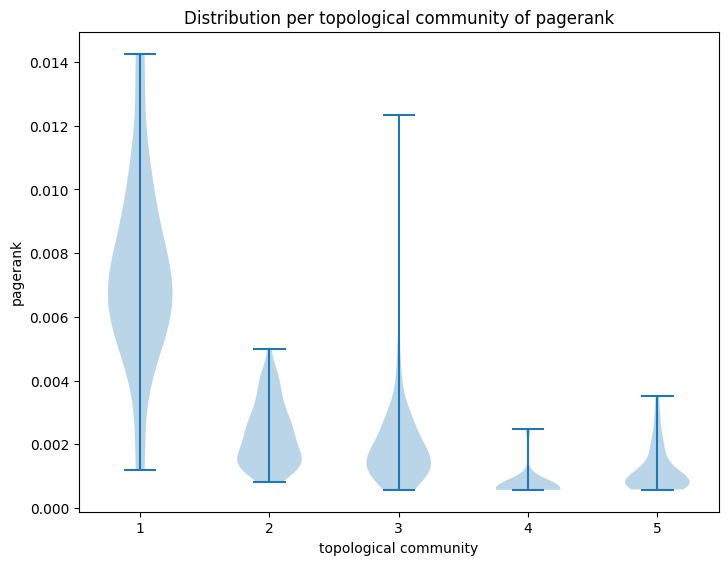 Distribution per topological community of pagerank
0.014
0.012
0.010
0.008
0.006
0.004
0.002
0.000
pagerank
1 2 3 4 5
topological community